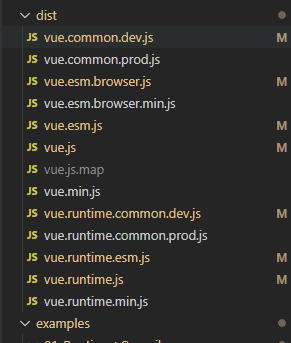 dist
JS vue.common.dev.js M
JS vue.common.prod.js
JS vue.esm.browser.js M
JS vue.esm.browser.min.js
JS vue.esm.js M
JS vue.js M
JS vue.js.map
JS vue.min.js
JS vue.runtime.common.dev.js M
JS vue.runtime.common.prod.js
JS vue.runtime.esm.js M
JS vue.runtime.js M
JS vue.runtime.min.js
examples